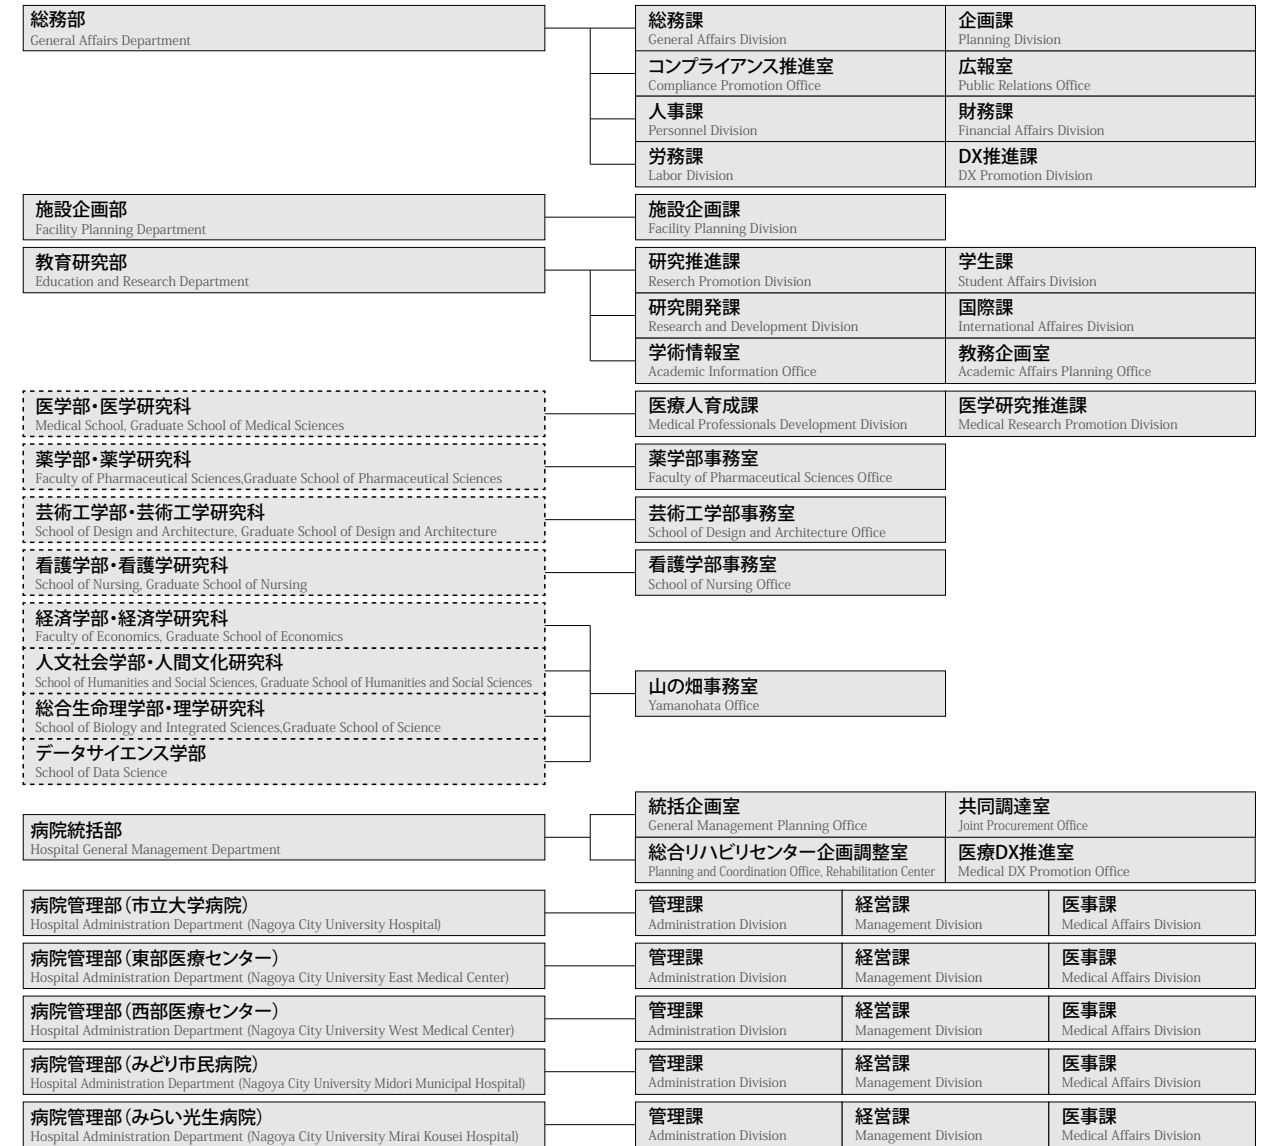 総務部
General Affairs Department
総務課
General Affairs Division
企画課
Planning Division
コンプライアンス推進室
Compliance Promotion Office
広報室
Public Relations Office
人事課
Personnel Division
財務課
Financial Affairs Division
労務課
Labor Division
DX推進課
DX Promotion Division
施設企画部
Facility Planning Department
施設企画課
Facility Planning Division
教育研究部
Education and Research Department
研究推進課
Reserch Promotion Division
学生課
Student Affairs Division
研究開発課
Research and Development Division
国際課
International Affaires Division
学術情報室
Academic Information Office
教務企画室
Academic Affairs Planning Office
医学部・医学研究科
Medical School, Graduate School of Medical Sciences
医療人育成課
Medical Professionals Development Division
医学研究推進課
Medical Research Promotion Division
薬学部・薬学研究科
Faculty of Pharmaceutical Sciences,Graduate School of Pharmaceutical Sciences
薬学部事務室
Faculty of Pharmaceutical Sciences Office
芸術工学部・芸術工学研究科
School of Design and Architecture, Graduate School of Design and Architecture
芸術工学部事務室
School of Design and Architecture Office
看護学部・看護学研究科
School of Nursing, Graduate School of Nursing
看護学部事務室
School of Nursing Office
経済学部・経済学研究科
Faculty of Economics, Graduate School of Economics
人文社会学部・人間文化研究科
School of Humanities and Social Sciences, Graduate School of Humanities and Social Sciences
総合生命理学部・理学研究科
School of Biology and Integrated Sciences,Graduate School of Science
データサイエンス学部
School of Data Science
山の畑事務室
Yamanohata Office
病院統括部
Hospital General Management Department
統括企画室
General Management Planning Office
共同調達室
Joint Procurement Office
総合リハビリセンター企画調整室
Planning and Coordination Office, Rehabilitation Center
医療DX推進室
Medical DX Promotion Office
病院管理部（市立大学病院）
Hospital Administration Department (Nagoya City University Hospital)
管理課
Administration Division
経営課
Management Division
医事課
Medical Affairs Division
病院管理部（東部医療センター）
Hospital Administration Department (Nagoya City University East Medical Center)
管理課
Administration Division
経営課
Management Division
医事課
Medical Affairs Division
病院管理部（西部医療センター）
Hospital Administration Department (Nagoya City University West Medical Center)
管理課
Administration Division
経営課
Management Division
医事課
Medical Affairs Division
病院管理部（みどり市民病院）
Hospital Administration Department (Nagoya City University Midori Municipal Hospital)
管理課
Administration Division
経営課
Management Division
医事課
Medical Affairs Division
病院管理部（みらい光生病院）
Hospital Administration Department (Nagoya City University Mirai Kousei Hospital)
管理課
Administration Division
経営課
Management Division
医事課
Medical Affairs Division